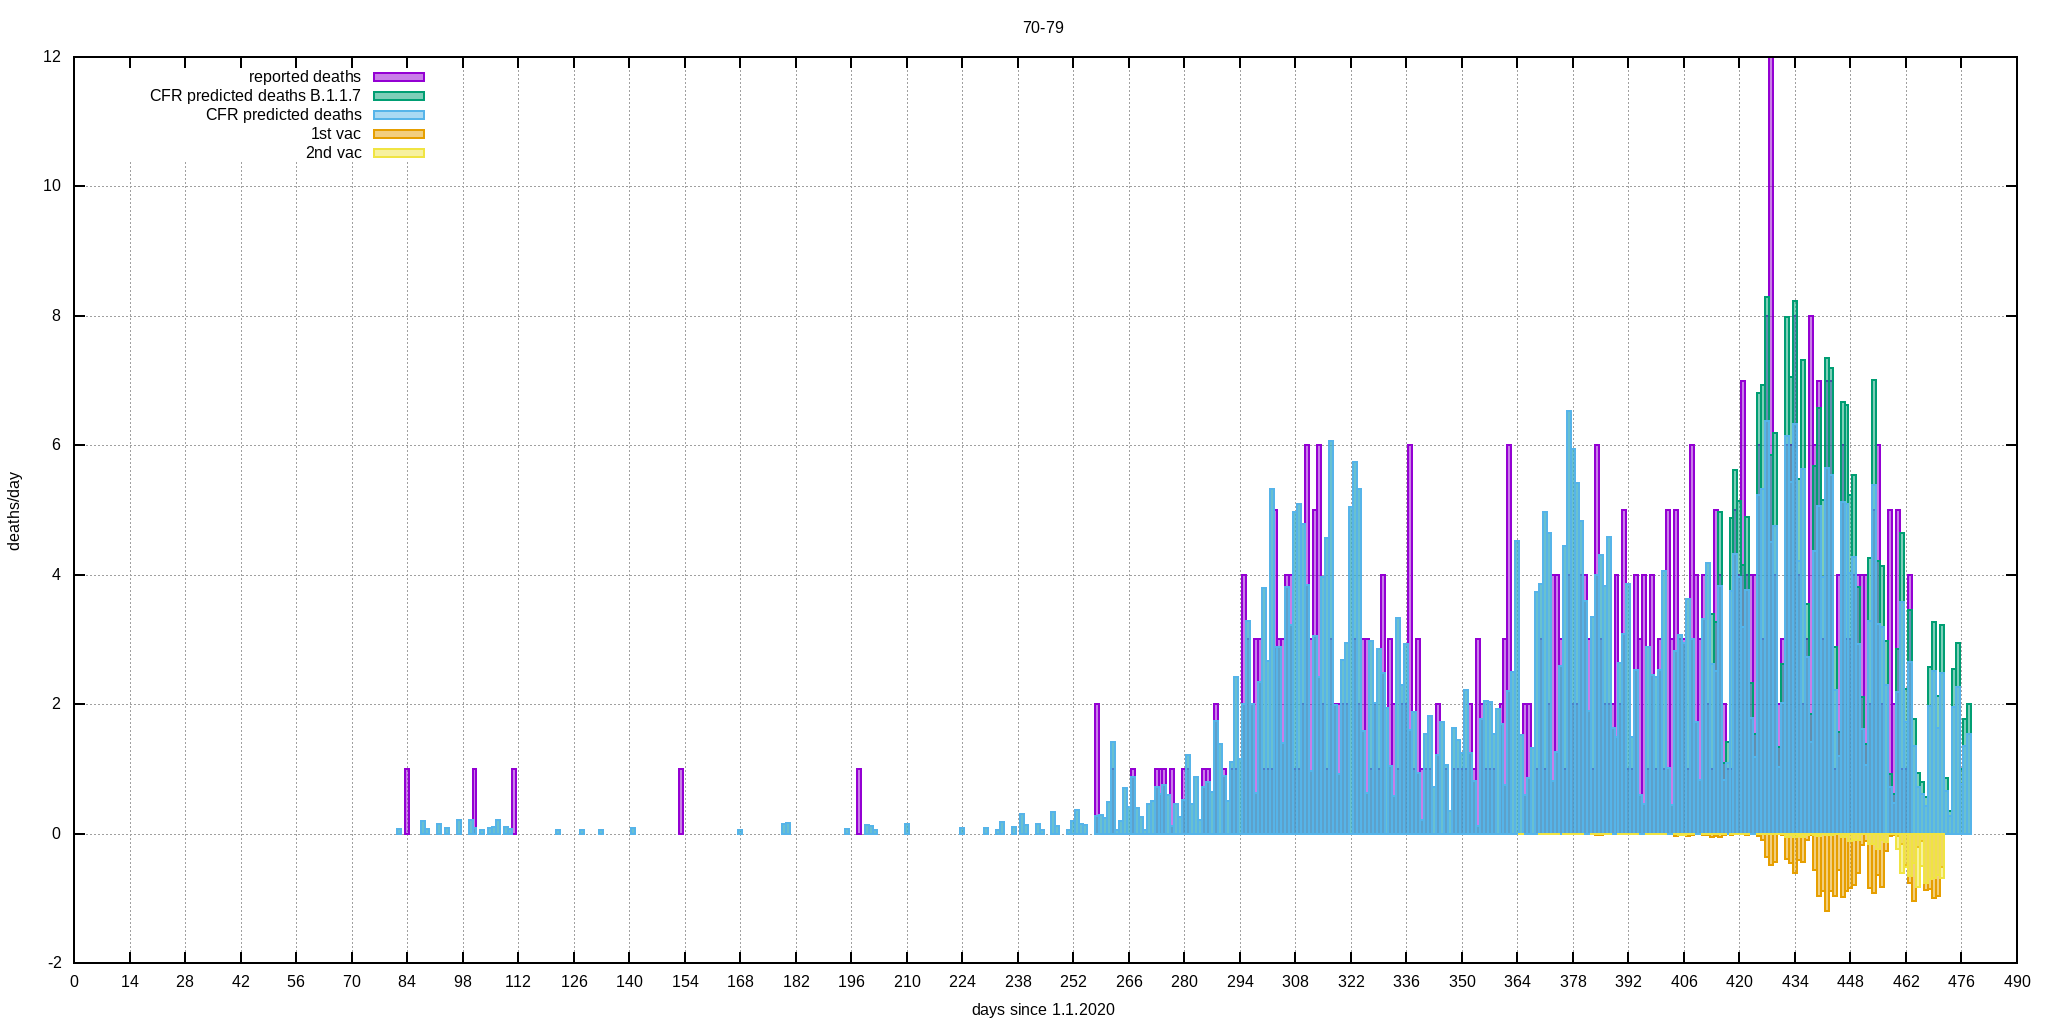 70-79
reported deaths
CFR predicted deaths B.1.1.7
CFR predicted deaths
1st vac
2nd vac
12
10
8
6
4
2
0
-2
deaths/day
0 14 28 42 56 70 84 98 112 126 140 154 168 182 196 210 224 238 252 266 280 294 308 322 336 350 364 378 392 406 420 434 448 462 476 490
days since 1.1.2020